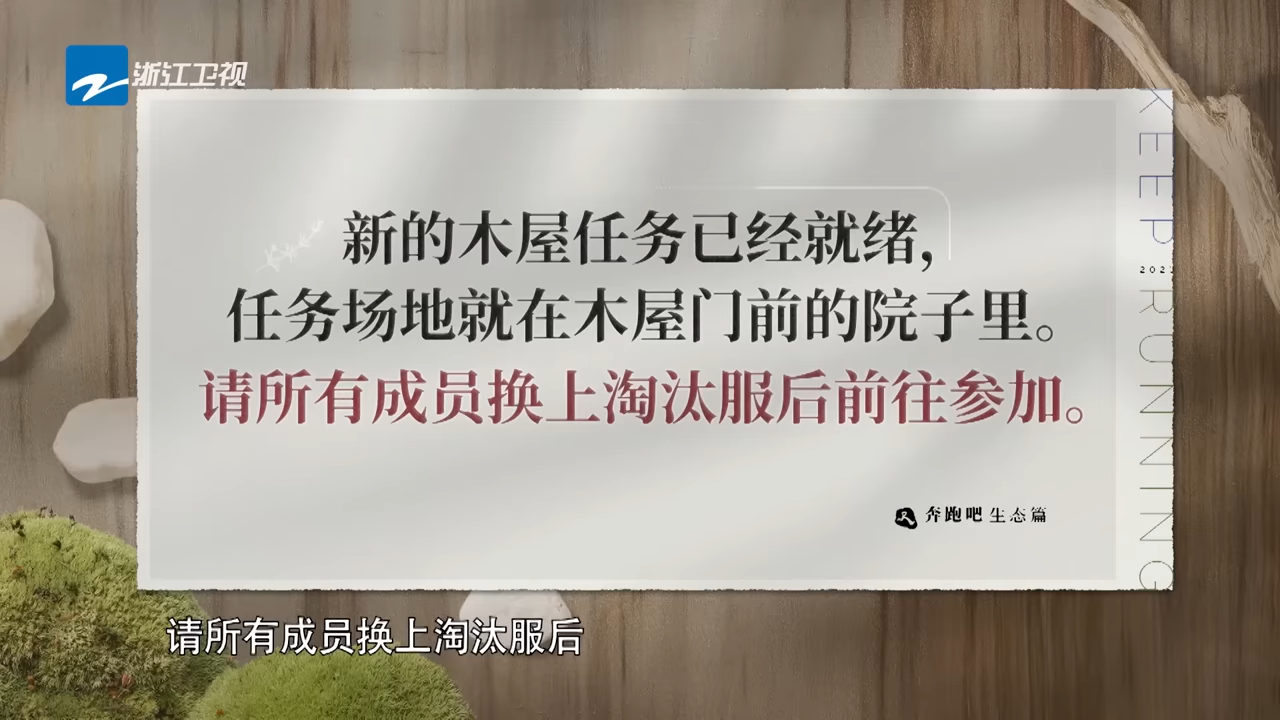 浙江卫视
新的木屋任务已经就绪，
任务场地就在木屋门前的院子里。
请所有成员换上淘汰服后前往参加。
奔跑吧 生态篇
KEEP RUNNING
请所有成员换上淘汰服后